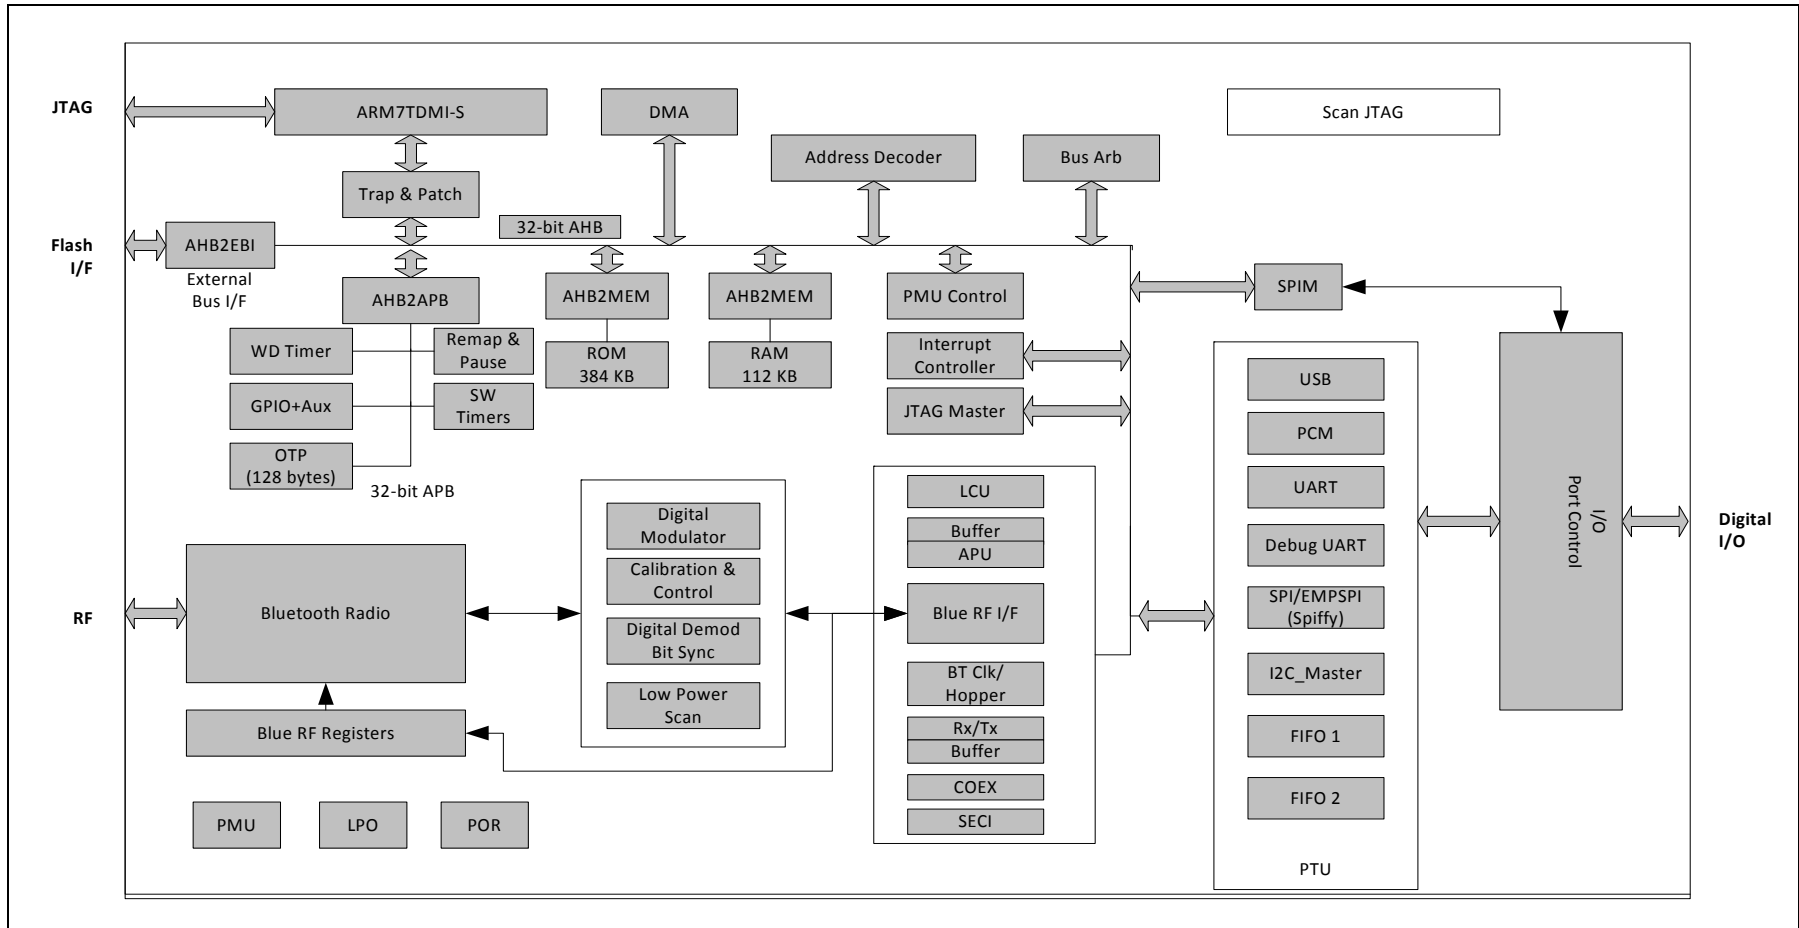 JTAG
ARM7TDMI-S
DMA
Scan JTAG
Address Decoder
Bus Arb
Trap & Patch
32-bit AHB
Flash
I/F
AHB2EBI
External
Bus I/F
AHB2APB
AHB2MEM
AHB2MEM
PMU Control
SPIM
WD Timer
Remap &
Pause
ROM
384 KB
RAM
112 KB
Interrupt
Controller
GPIO+Aux
SW
Timers
JTAG Master
OTP
(128 bytes)
32-bit APB
USB
PCM
UART
Debug UART
SPI/EMPSPI
(Spiffy)
I2C_Master
FIFO 1
FIFO 2
PTU
I/O
Port Control
Digital
I/O
LCU
Buffer
APU
Blue RF I/F
BT Clk/
Hopper
Rx/Tx
Buffer
COEX
SECI
Digital
Modulator
Calibration &
Control
Digital Demod
Bit Sync
Low Power
Scan
RF
Bluetooth Radio
Blue RF Registers
PMU
LPO
POR